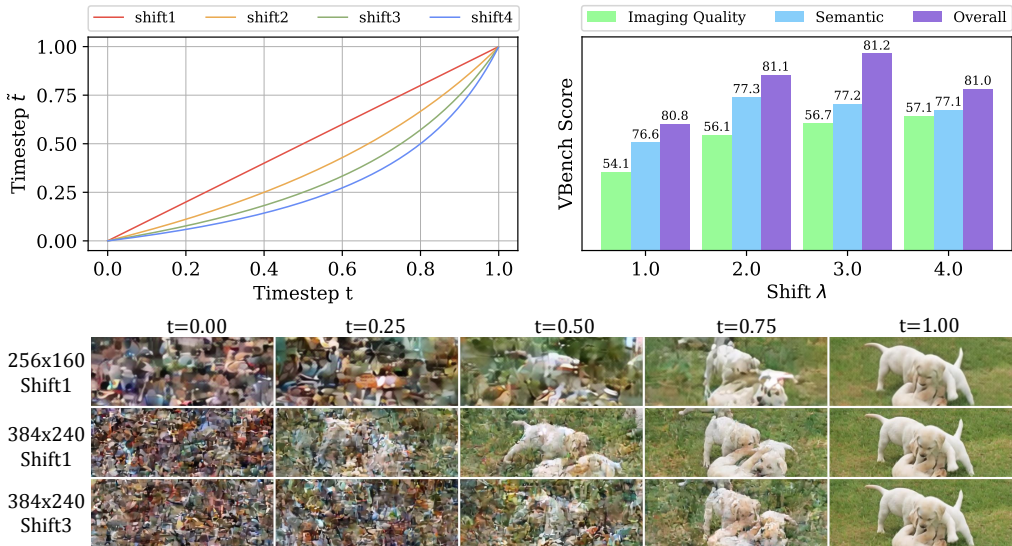 shift1 shift2 shift3 shift4
1.00
0.75
0.50
0.25
0.00
Timestep t̃
0.0 0.2 0.4 0.6 0.8 1.0
Timestep t
Imaging Quality Semantic Overall
VBench Score
54.1 76.6 80.8
56.1 77.3 81.1
56.7 77.2 81.2
57.1 77.1 81.0
1.0 2.0 3.0 4.0
Shift λ
t=0.00 t=0.25 t=0.50 t=0.75 t=1.00
256x160
Shift1
384x240
Shift1
384x240
Shift3